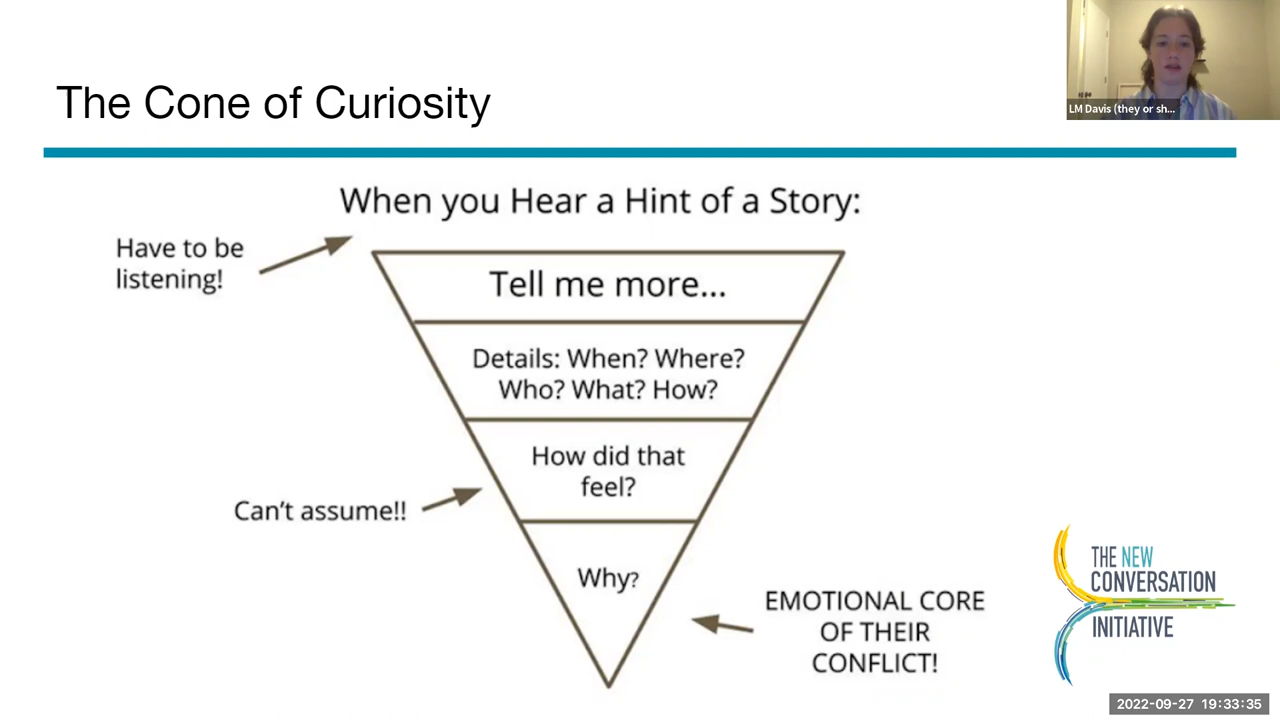 LM Davis (they or sh...
The Cone of Curiosity
When you Hear a Hint of a Story:
Have to be
listening!
Tell me more...
Details: When? Where?
Who? What? How?
How did that
feel?
Can't assume!!
Why?
EMOTIONAL CORE
OF THEIR
CONFLICT!
THE NEW
CONVERSATION
INITIATIVE
2022-09-27 19:33:35